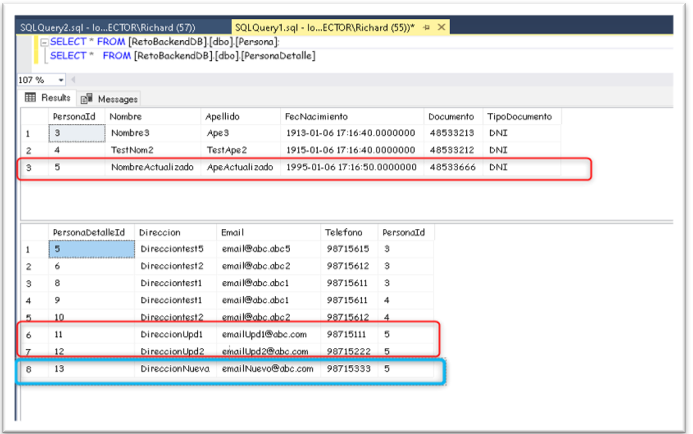 SQLQuery2.sql - lo...ECTOR\Richard (57)) SQLQuery1.sql - lo...ECTOR\Richard (55))*
SELECT * FROM [RetoBackendDB].[dbo].[Persona];
SELECT * FROM [RetoBackendDB].[dbo].[PersonaDetalle]
107 %
Results Messages
PersonaId Nombre Apellido FecNacimiento Documento TipoDocumento
1 3 Nombre3 Ape3 1913-01-06 17:16:40.0000000 48533213 DNI
2 4 TestNom2 TestApe2 1915-01-06 17:16:40.0000000 48533212 DNI
3 5 NombreActualizado ApeActualizado 1995-01-06 17:16:50.0000000 48533666 DNI
PersonaDetalleId Direccion Email Telefono PersonaId
1 5 Direcciontest5 email@abc.abc5 98715615 3
2 6 Direcciontest2 email@abc.abc2 98715612 3
3 8 Direcciontest1 email@abc.abc1 98715611 3
4 9 Direcciontest1 email@abc.abc1 98715611 4
5 10 Direcciontest2 email@abc.abc2 98715612 4
6 11 DireccionUpd1 emailUpd1@abc.com 98715111 5
7 12 DireccionUpd2 emailUpd2@abc.com 98715222 5
8 13 DireccionNueva emailNuevo@abc.com 98715333 5